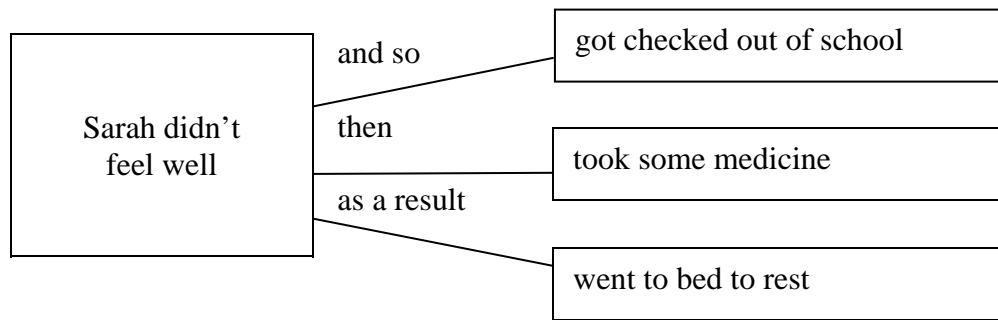 Sarah didn’t
feel well
and so
then
as a result
got checked out of school
took some medicine
went to bed to rest